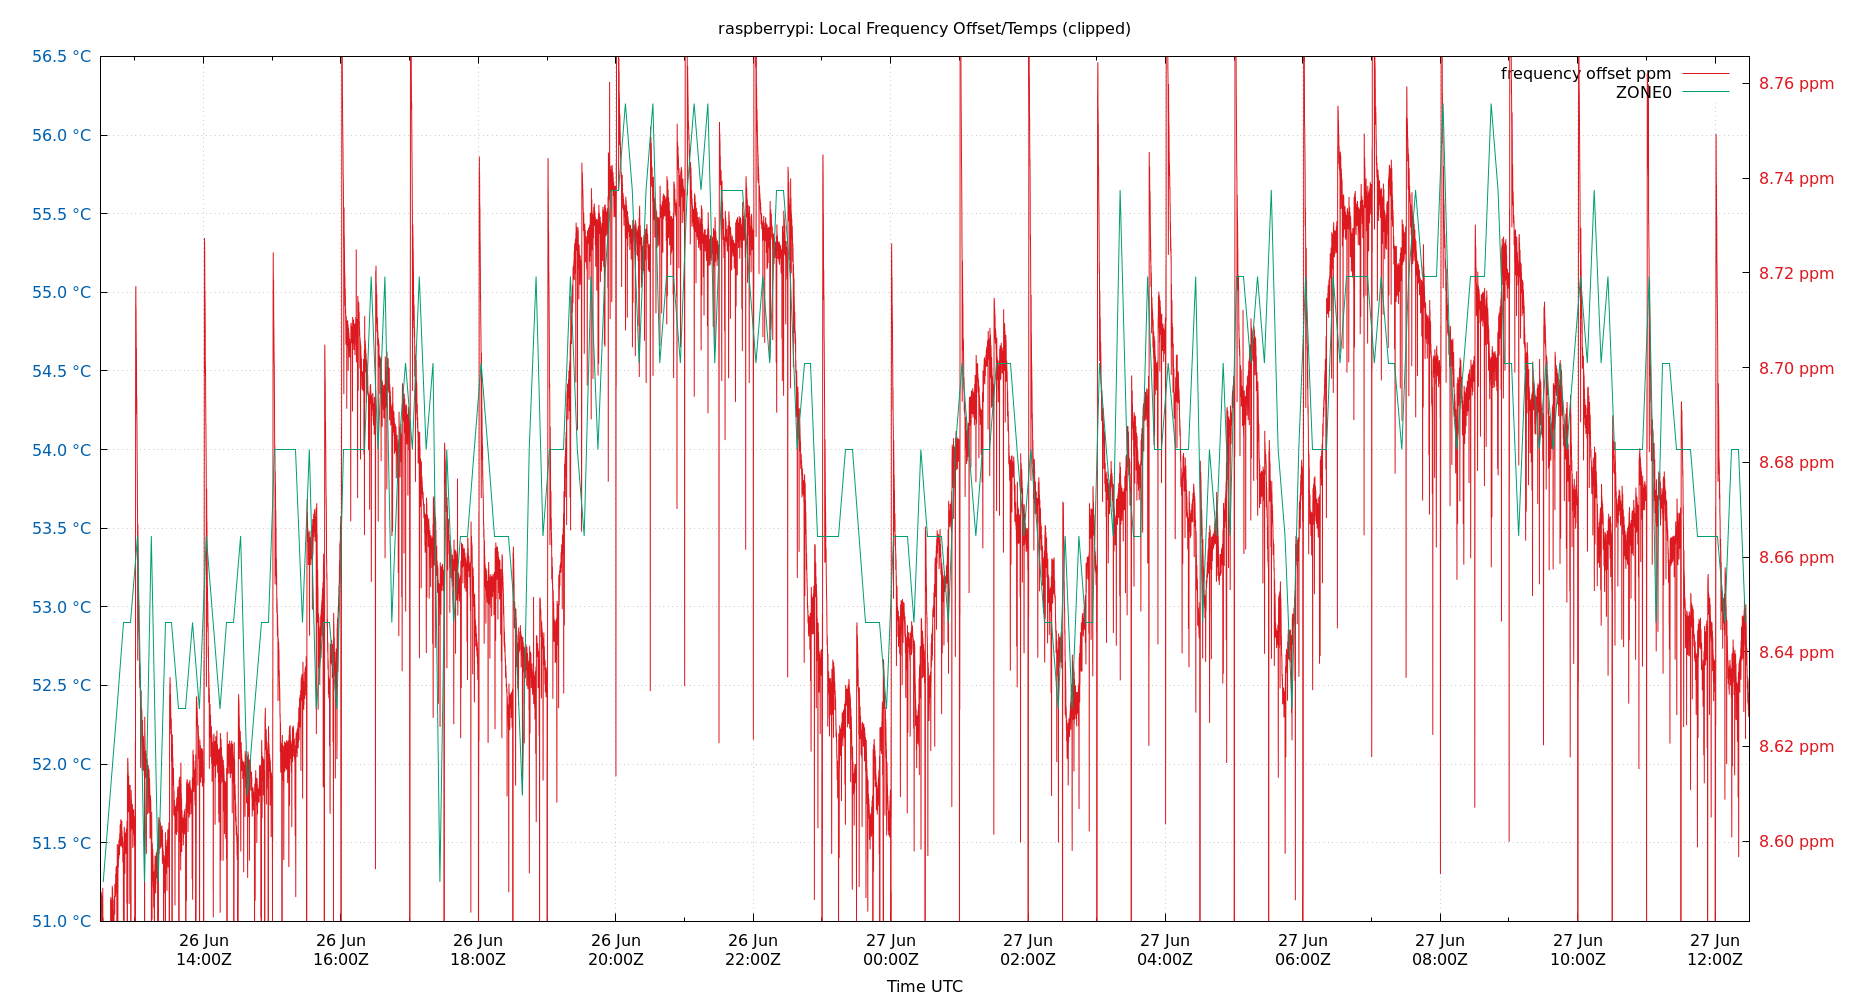 raspberrypi: Local Frequency Offset/Temps (clipped)
frequency offset ppm
ZONE0
56.5 °C
56.0 °C
55.5 °C
55.0 °C
54.5 °C
54.0 °C
53.5 °C
53.0 °C
52.5 °C
52.0 °C
51.5 °C
51.0 °C
8.76 ppm
8.74 ppm
8.72 ppm
8.70 ppm
8.68 ppm
8.66 ppm
8.64 ppm
8.62 ppm
8.60 ppm
26 Jun
14:00Z
26 Jun
16:00Z
26 Jun
18:00Z
26 Jun
20:00Z
26 Jun
22:00Z
27 Jun
00:00Z
27 Jun
02:00Z
27 Jun
04:00Z
27 Jun
06:00Z
27 Jun
08:00Z
27 Jun
10:00Z
27 Jun
12:00Z
Time UTC